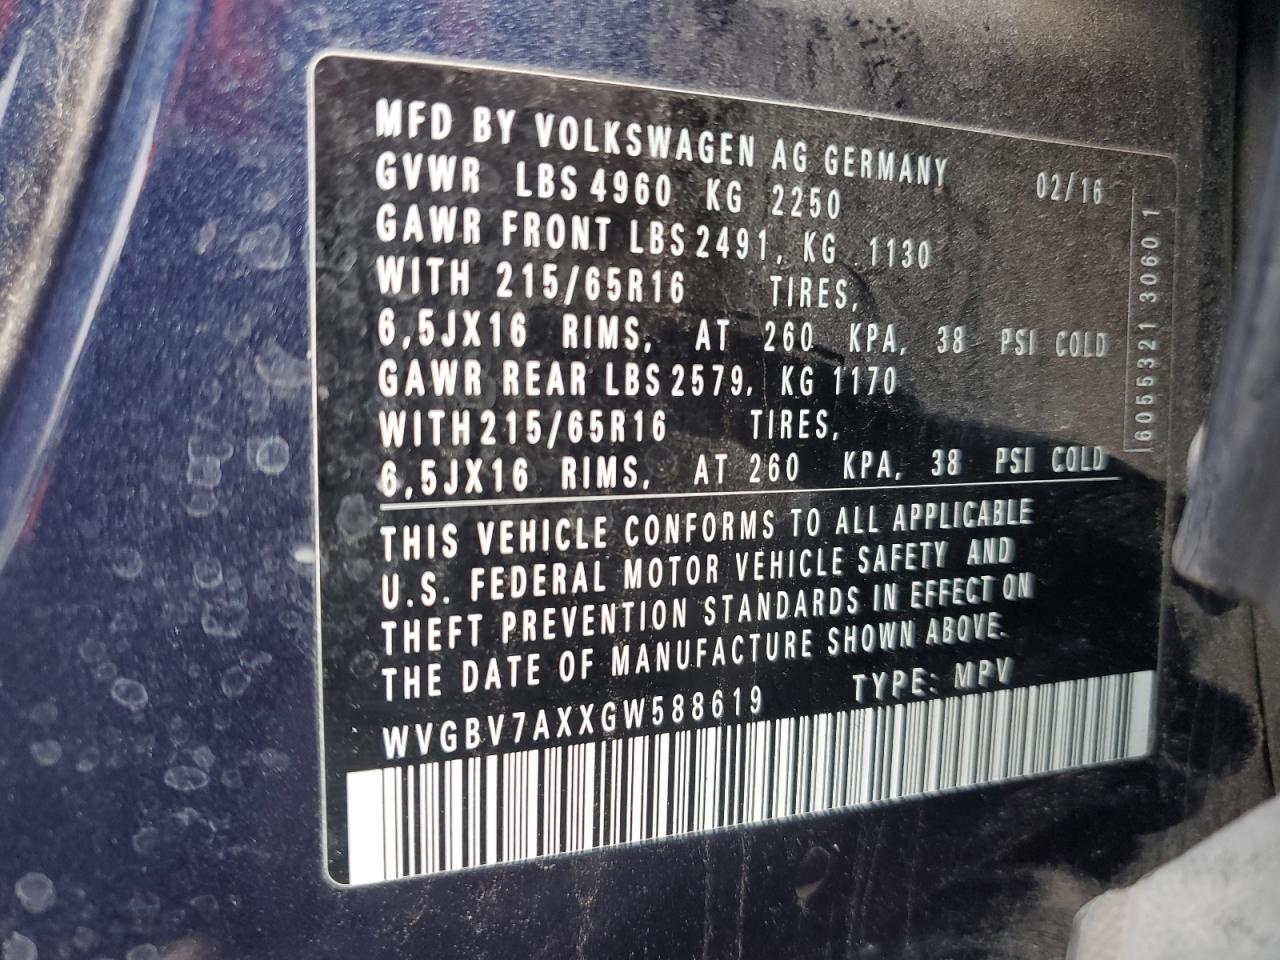 MFD BY VOLKSWAGEN AG GERMANY 02/16
GVWR LBS 4960 KG 2250
GAWR FRONT LBS 2491, KG 1130
WITH 215/65R16 TIRES,
6,5JX16 RIMS, AT 260 KPA, 38 PSI COLD
GAWR REAR LBS 2579, KG 1170
WITH 215/65R16 TIRES,
6,5JX16 RIMS, AT 260 KPA, 38 PSI COLD
THIS VEHICLE CONFORMS TO ALL APPLICABLE
U.S. FEDERAL MOTOR VEHICLE SAFETY AND
THEFT PREVENTION STANDARDS IN EFFECT ON
THE DATE OF MANUFACTURE SHOWN ABOVE.
WVGBV7AXXGW588619 TYPE: MPV
6055321 3060 1